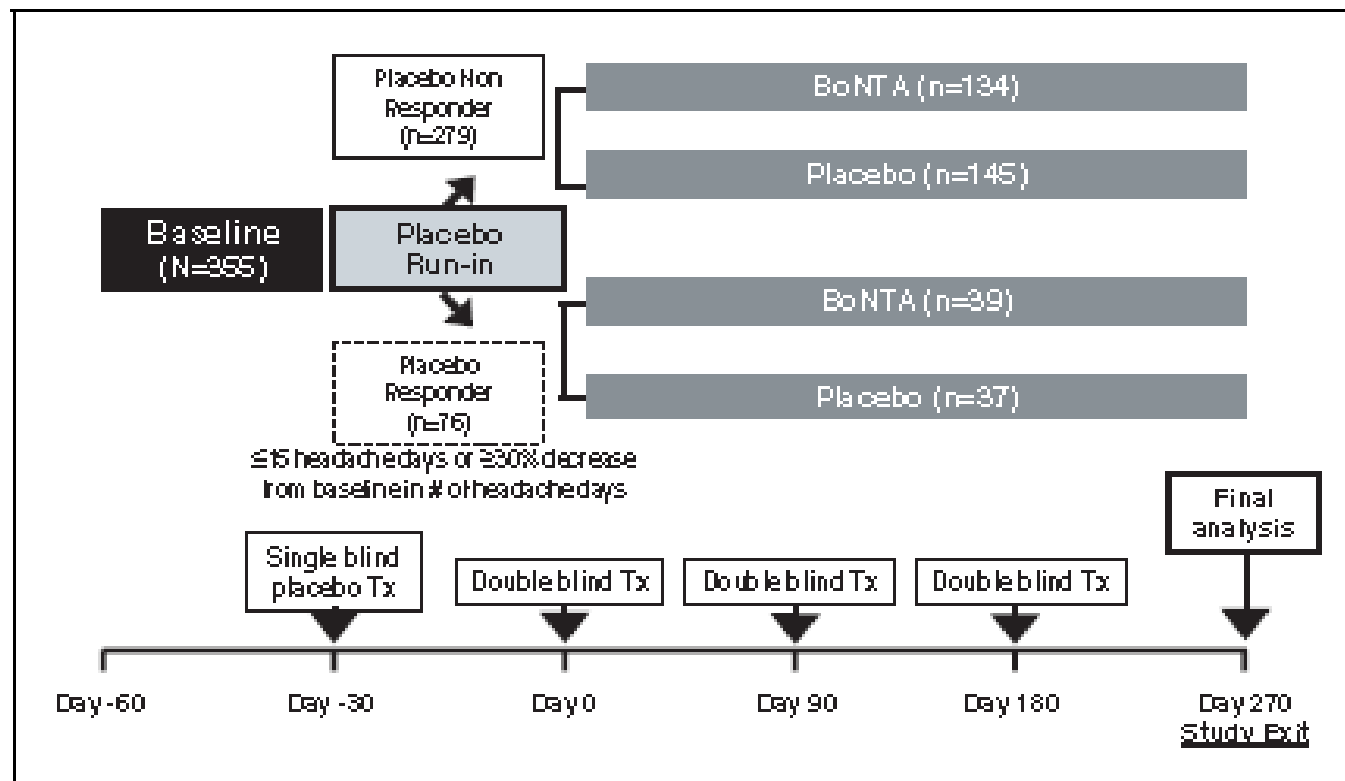 Placebo Non
Responder
(n=279)
BoNTA (n=134)
Placebo (n=145)
Baseline
(N=355)
Placebo
Run-in
BoNTA (n=39)
Placebo (n=37)
Placebo
Responder
(n=76)
≤15 headache days or ≥30% decrease
from baseline in # of headache days
Final
analysis
Single blind
placebo Tx
Double blind Tx
Double blind Tx
Double blind Tx
Day -60
Day -30
Day 0
Day 90
Day 180
Day 270
Study Exit